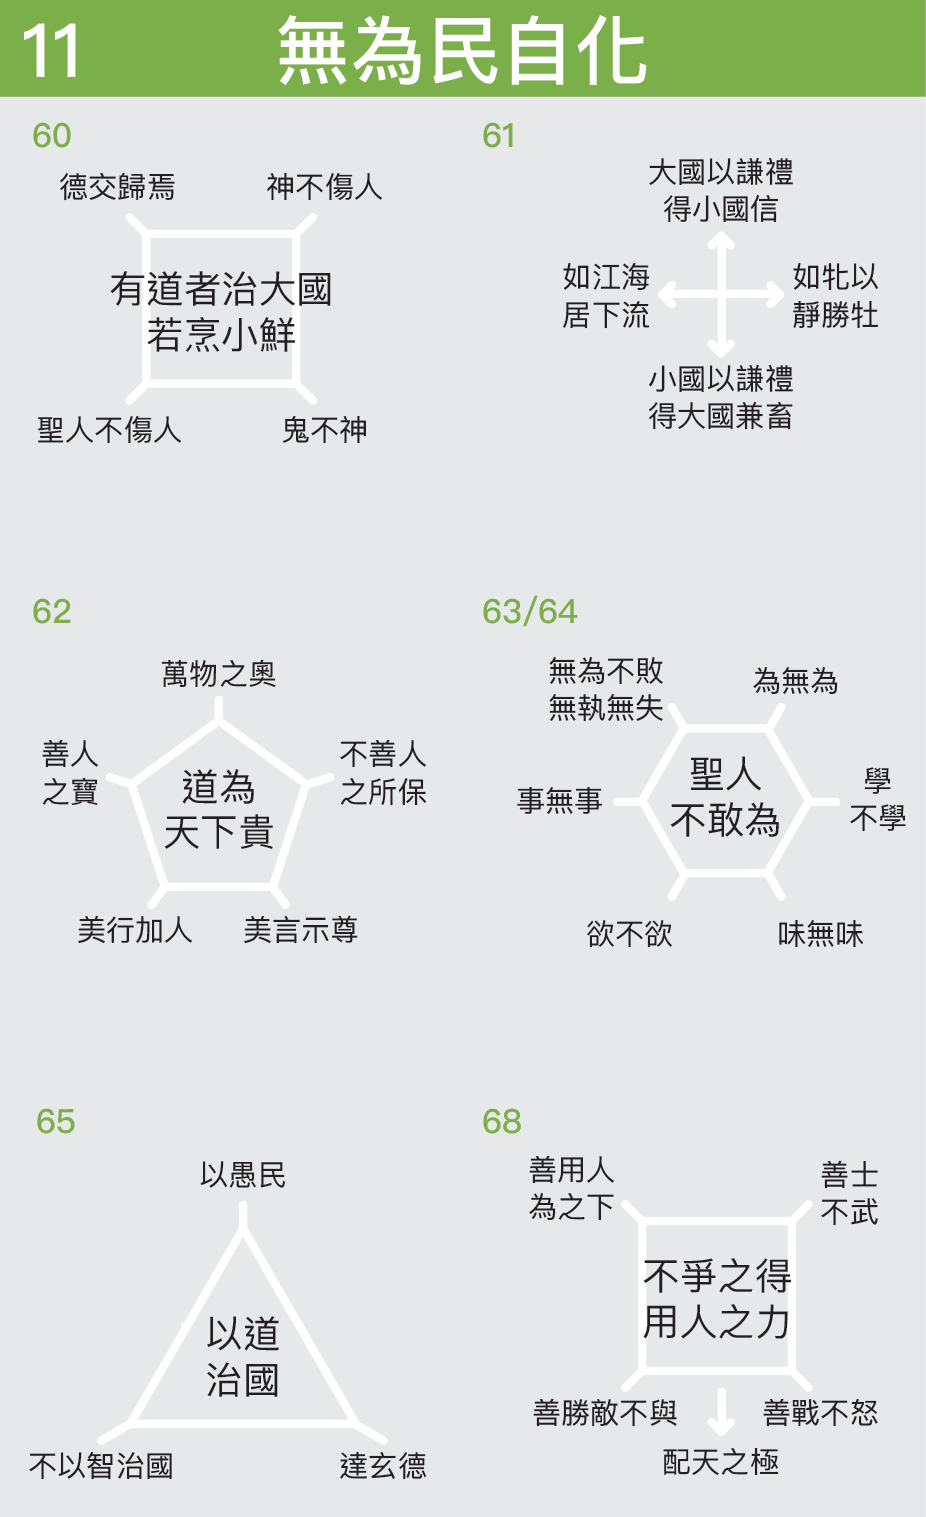 11
無為民自化
60
德交歸焉
神不傷人
有道者治大國
若烹小鮮
聖人不傷人
鬼不神
61
大國以謙禮
得小國信
如江海
居下流
如牝以
靜勝牡
小國以謙禮
得大國兼畜
62
萬物之奧
善人
之寶
不善人
之所保
道為
天下貴
美行加人
美言示尊
63/64
無為不敗
無執無失
為無為
事無事
聖人
不敢為
學
不學
欲不欲
味無味
65
以愚民
以道
治國
不以智治國
達玄德
68
善用人
為之下
善士
不武
不爭之得
用人之力
善勝敵不與
善戰不怒
配天之極